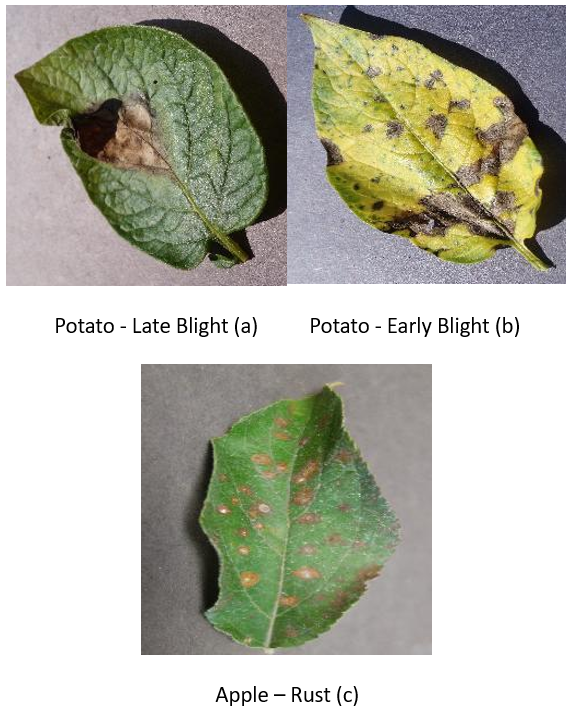 Potato - Late Blight (a)
Potato - Early Blight (b)
Apple – Rust (c)